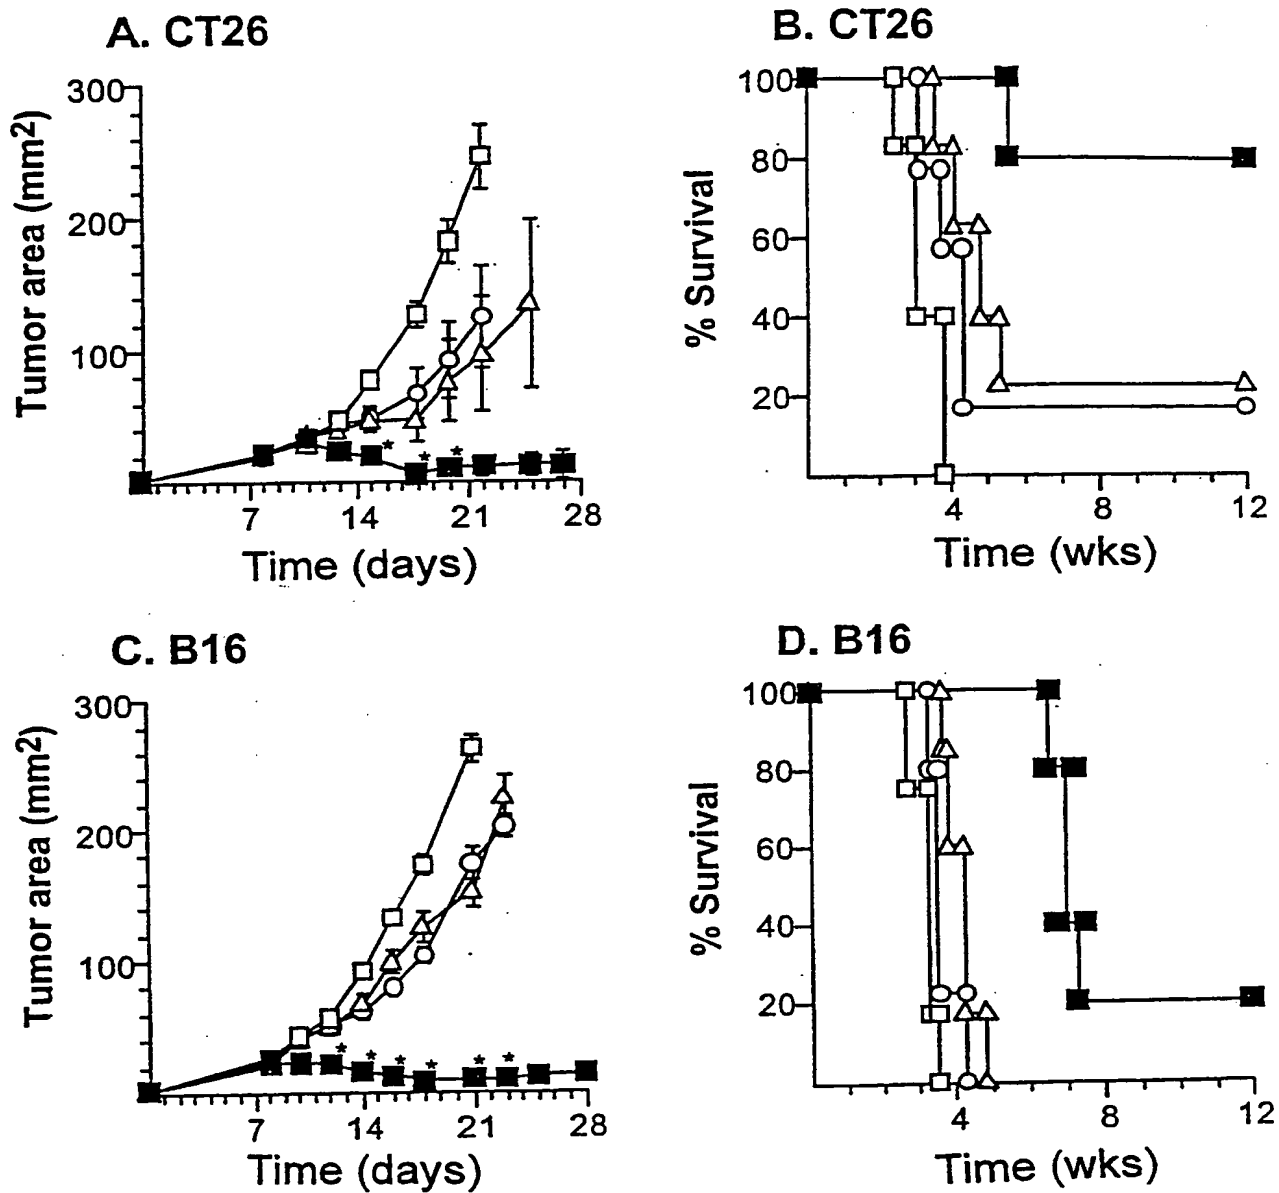 A. CT26
300
200
100
Tumor area (mm2)
* * * *
7 14 21 28
Time (days)
B. CT26
100
80
60
40
20
% Survival
4 8 12
Time (wks)
C. B16
300
200
100
Tumor area (mm2)
* * * * * *
7 14 21 28
Time (days)
D. B16
100
80
60
40
20
% Survival
4 8 12
Time (wks)